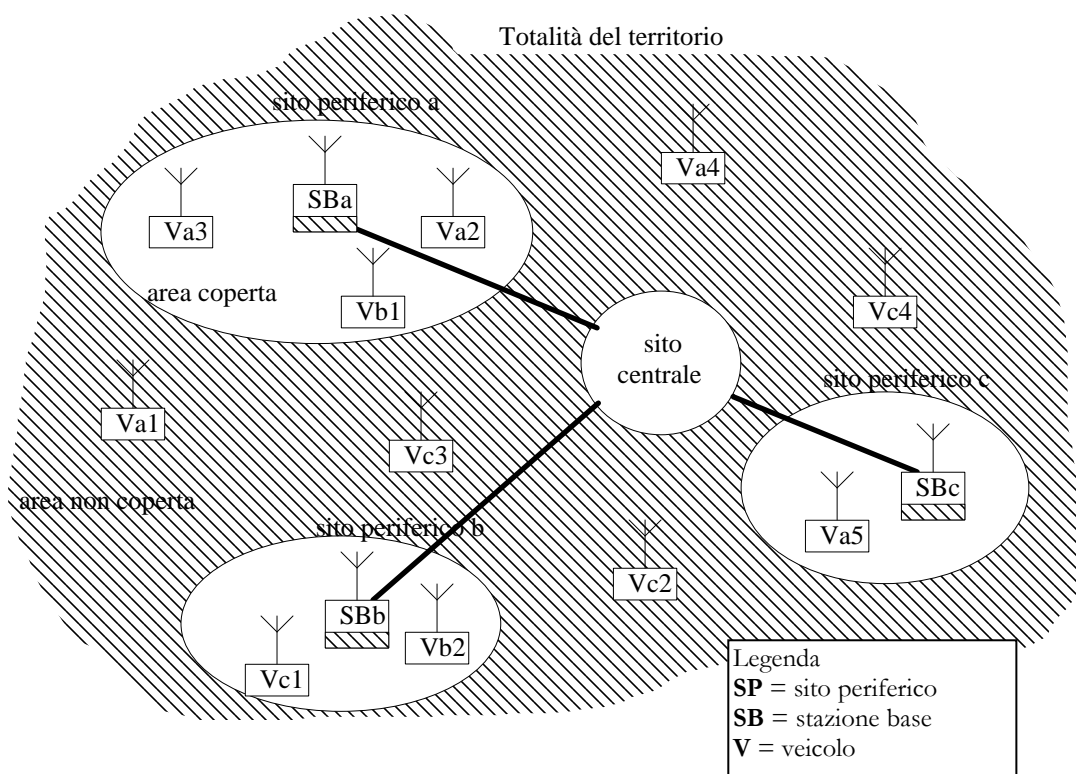 Totalità del territorio
sito periferico a
Va4
SBa
Va3
Va2
area coperta
Vb1
Vc4
sito
centrale
sito periferico c
Va1
Vc3
SBc
area non coperta
Va5
sito periferico b
Vc2
SBb
Vb2
Vc1
Legenda
SP = sito periferico
SB = stazione base
V = veicolo